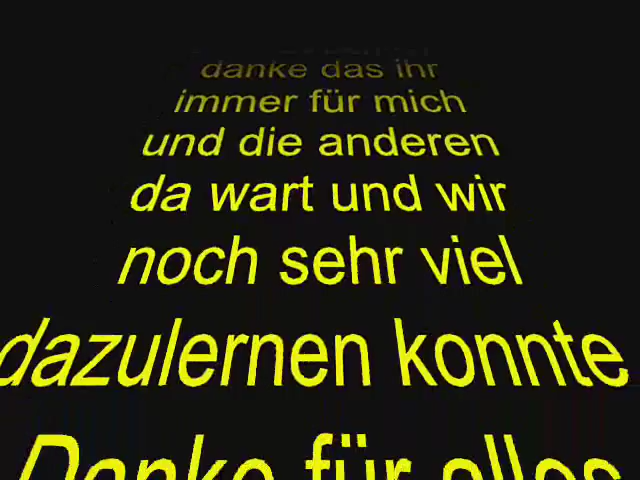 danke das ihr
immer für mich
und die anderen
da wart und wir
noch sehr viel
dazulernen konnte
Danke für alles